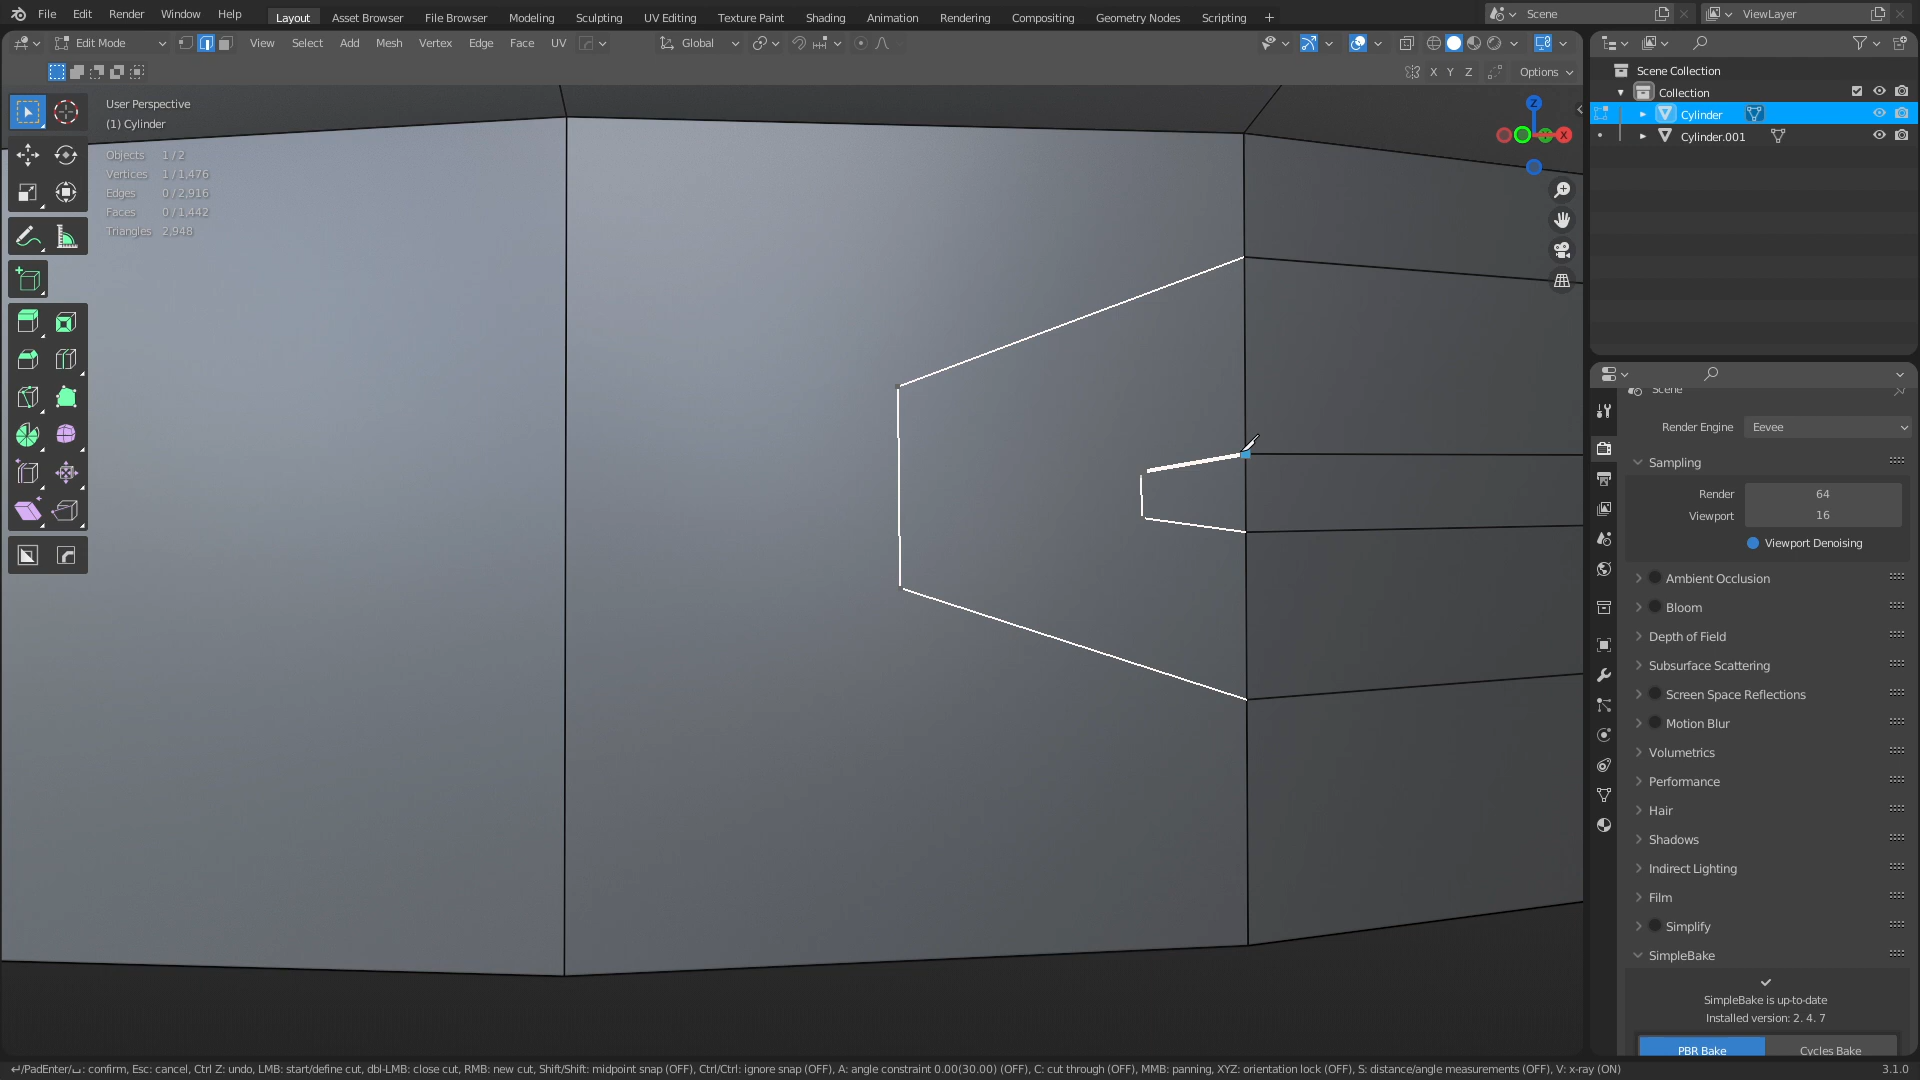 File Edit Render Window Help Layout Asset Browser File Browser Modeling Sculpting UV Editing Texture Paint Shading Animation Rendering Compositing Geometry Nodes Scripting + Scene ViewLayer
Edit Mode View Select Add Mesh Vertex Edge Face UV Global
X Y Z Options
User Perspective
(1) Cylinder
Objects 1 / 2
Vertices 1 / 1,476
Edges 0 / 2,916
Faces 0 / 1,442
Triangles 2,948
Z
X
Scene Collection
Collection
Cylinder
Cylinder.001
Scene
Render Engine Eevee
Sampling
Render 64
Viewport 16
Viewport Denoising
Ambient Occlusion
Bloom
Depth of Field
Subsurface Scattering
Screen Space Reflections
Motion Blur
Volumetrics
Performance
Hair
Shadows
Indirect Lighting
Film
Simplify
SimpleBake
SimpleBake is up-to-date
Installed version: 2. 4. 7
PBR Bake Cycles Bake
↵/PadEnter/␣: confirm, Esc: cancel, Ctrl Z: undo, LMB: start/define cut, dbl-LMB: close cut, RMB: new cut, Shift/Shift: midpoint snap (OFF), Ctrl/Ctrl: ignore snap (OFF), A: angle constraint 0.00(30.00) (OFF), C: cut through (OFF), MMB: panning, XYZ: orientation lock (OFF), S: distance/angle measurements (OFF), V: x-ray (ON) 3.1.0